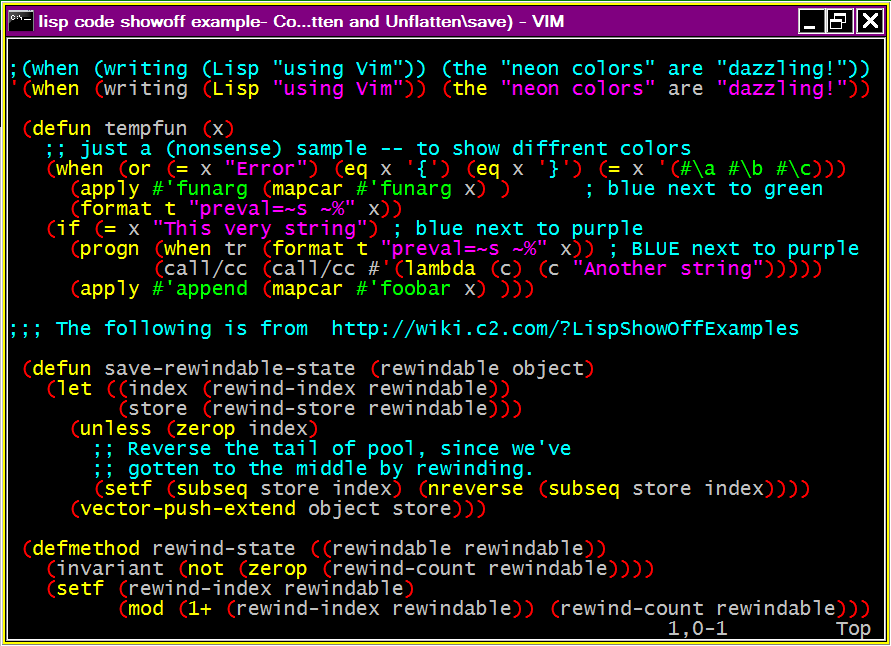 lisp code showoff example- Co...tten and Unflatten\save) - VIM
;(when (writing (Lisp "using Vim")) (the "neon colors" are "dazzling!"))
'(when (writing (Lisp "using Vim")) (the "neon colors" are "dazzling!"))
(defun tempfun (x)
;; just a (nonsense) sample -- to show diffrent colors
(when (or (= x "Error") (eq x '{') (eq x '}') (= x '(#\a #\b #\c)))
(apply #'funarg (mapcar #'funarg x) ) ; blue next to green
(format t "preval=~s ~%" x))
(if (= x "This very string") ; blue next to purple
(progn (when tr (format t "preval=~s ~%" x)) ; BLUE next to purple
(call/cc (call/cc #'(lambda (c) (c "Another string")))))
(apply #'append (mapcar #'foobar x) )))
;;; The following is from  http://wiki.c2.com/?LispShowOffExamples
(defun save-rewindable-state (rewindable object)
(let ((index (rewind-index rewindable))
(store (rewind-store rewindable)))
(unless (zerop index)
;; Reverse the tail of pool, since we've
;; gotten to the middle by rewinding.
(setf (subseq store index) (nreverse (subseq store index))))
(vector-push-extend object store)))
(defmethod rewind-state ((rewindable rewindable))
(invariant (not (zerop (rewind-count rewindable))))
(setf (rewind-index rewindable)
(mod (1+ (rewind-index rewindable)) (rewind-count rewindable)))
1,0-1 Top